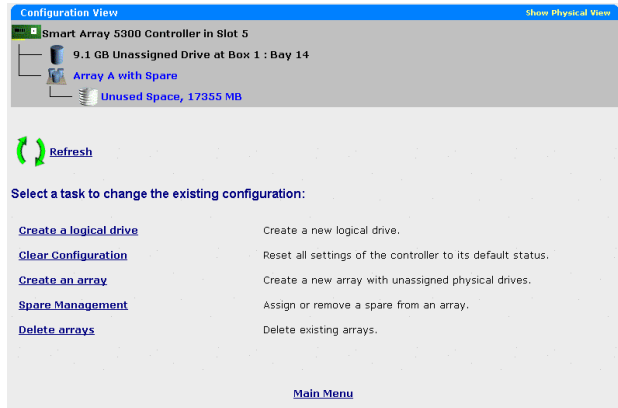 Configuration View Show Physical View
Smart Array 5300 Controller in Slot 5
9.1 GB Unassigned Drive at Box 1 : Bay 14
Array A with Spare
Unused Space, 17355 MB
Refresh
Select a task to change the existing configuration:
Create a logical drive Create a new logical drive.
Clear Configuration Reset all settings of the controller to its default status.
Create an array Create a new array with unassigned physical drives.
Spare Management Assign or remove a spare from an array.
Delete arrays Delete existing arrays.
Main Menu